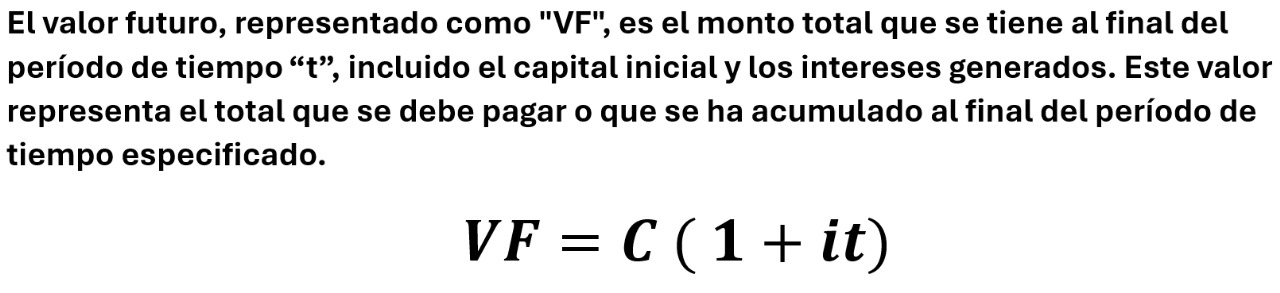 El valor futuro, representado como "VF", es el monto total que se tiene al final del
período de tiempo “t”, incluido el capital inicial y los intereses generados. Este valor
representa el total que se debe pagar o que se ha acumulado al final del período de
tiempo especificado.
VF = C ( 1 + it)